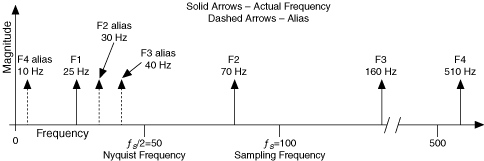 Solid Arrows – Actual Frequency
Dashed Arrows – Alias
Magnitude
F2 alias
30 Hz
F4 alias
10 Hz
F1
25 Hz
F3 alias
40 Hz
F2
70 Hz
F3
160 Hz
F4
510 Hz
0
Frequency
fs/2=50
Nyquist Frequency
fs=100
Sampling Frequency
500